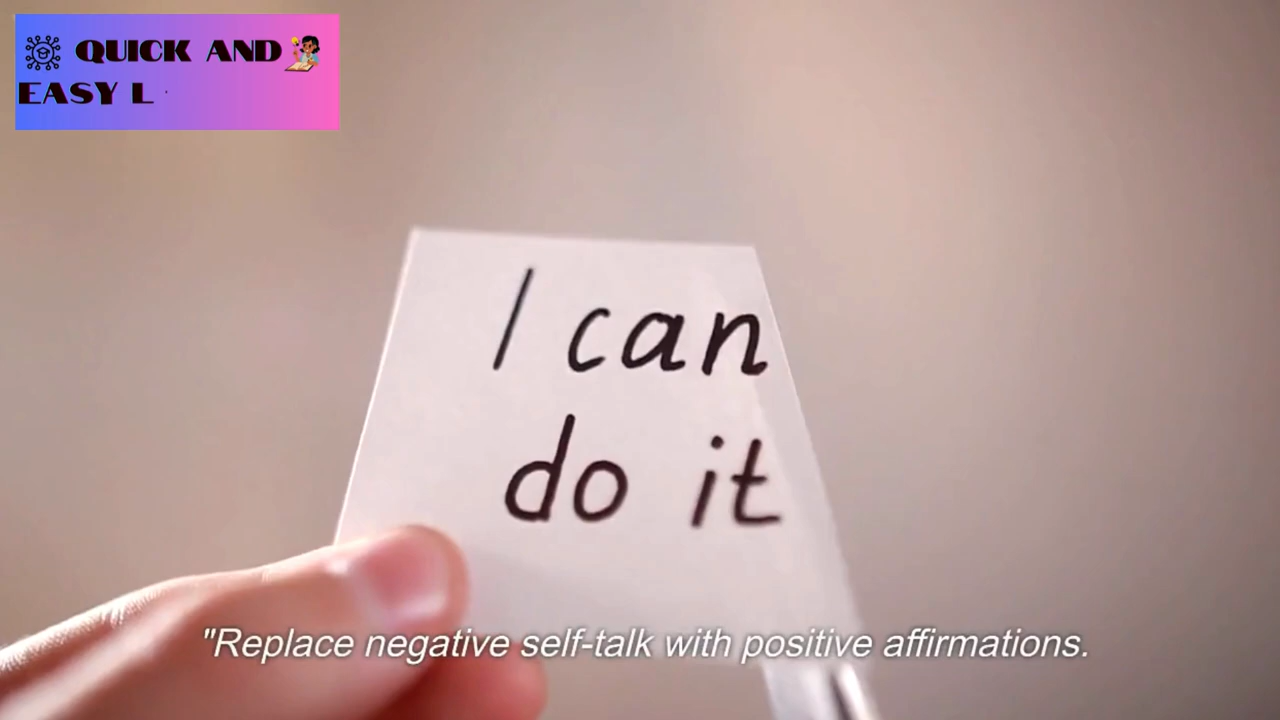 QUICK AND
EASY L
I can
do it
"Replace negative self-talk with positive affirmations.